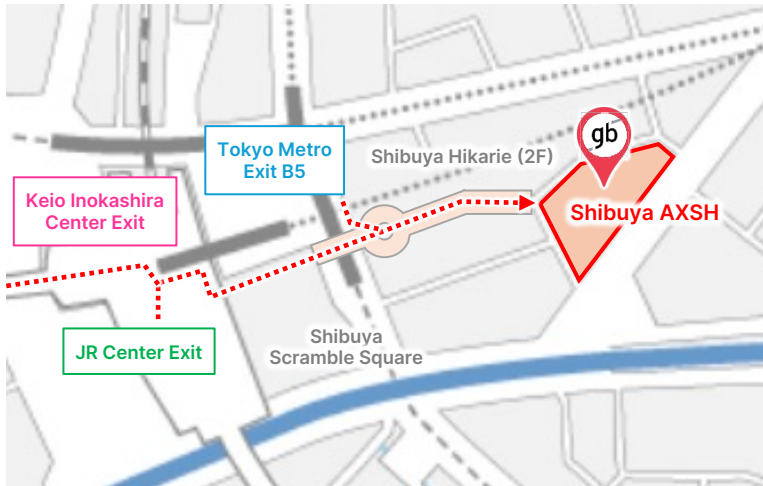 gb
Tokyo Metro
Exit B5
Shibuya Hikarie (2F)
Keio Inokashira
Center Exit
Shibuya AXSH
JR Center Exit
Shibuya
Scramble Square